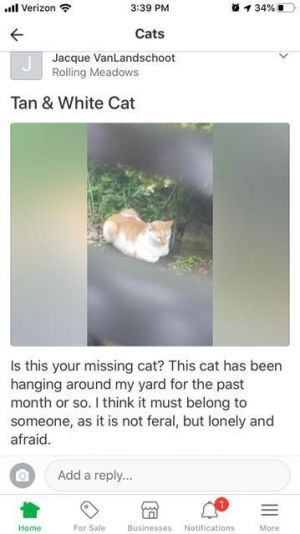 Verizon 3:39 PM 34%
Cats
J Jacque VanLandschoot
Rolling Meadows
Tan & White Cat
Is this your missing cat? This cat has been
hanging around my yard for the past
month or so. I think it must belong to
someone, as it is not feral, but lonely and
afraid.
Add a reply...
1
Home For Sale Businesses Notifications More